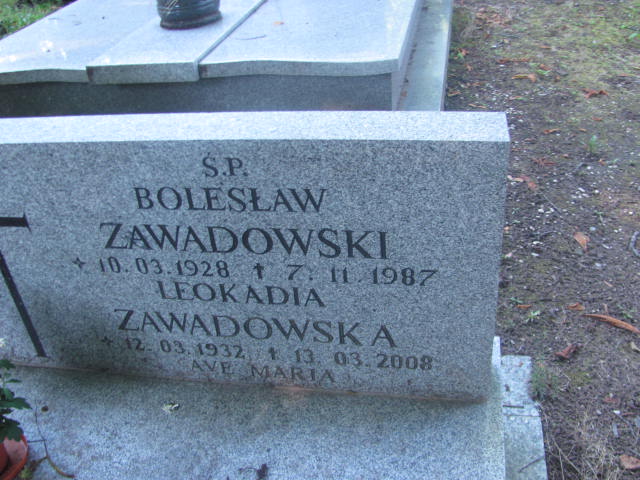 Ś.P.
BOLESŁAW
ZAWADOWSKI
* 10.03.1928 † 7.11.1987
LEOKADIA
ZAWADOWSKA
* 12.03.1932 † 13.03.2008
AVE MARIA